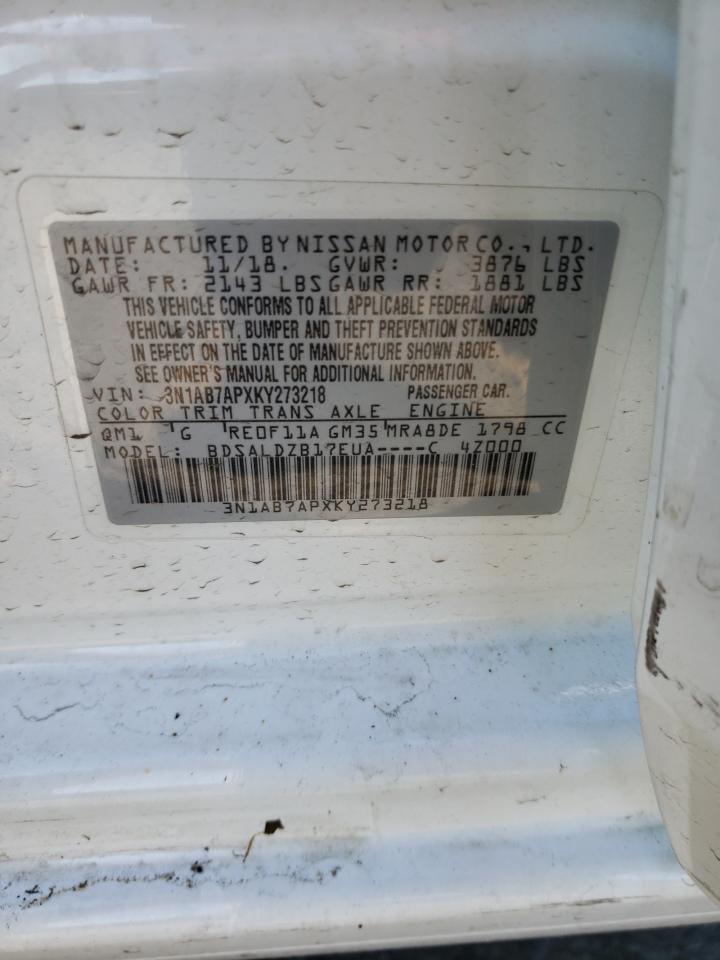 MANUFACTURED BY NISSAN MOTOR CO., LTD.
DATE: 11/18. GVWR: 3876 LBS
GAWR FR: 2143 LBS GAWR RR: 1881 LBS
THIS VEHICLE CONFORMS TO ALL APPLICABLE FEDERAL MOTOR
VEHICLE SAFETY, BUMPER AND THEFT PREVENTION STANDARDS
IN EFFECT ON THE DATE OF MANUFACTURE SHOWN ABOVE.
SEE OWNER'S MANUAL FOR ADDITIONAL INFORMATION.
VIN: 3N1AB7APXKY273218 PASSENGER CAR.
COLOR TRIM TRANS AXLE ENGINE
QM1 G RE0F11A GM35 MRA8DE 1798 CC
MODEL: BDSALDZB17EUA----C 4Z000
3N1AB7APXKY273218